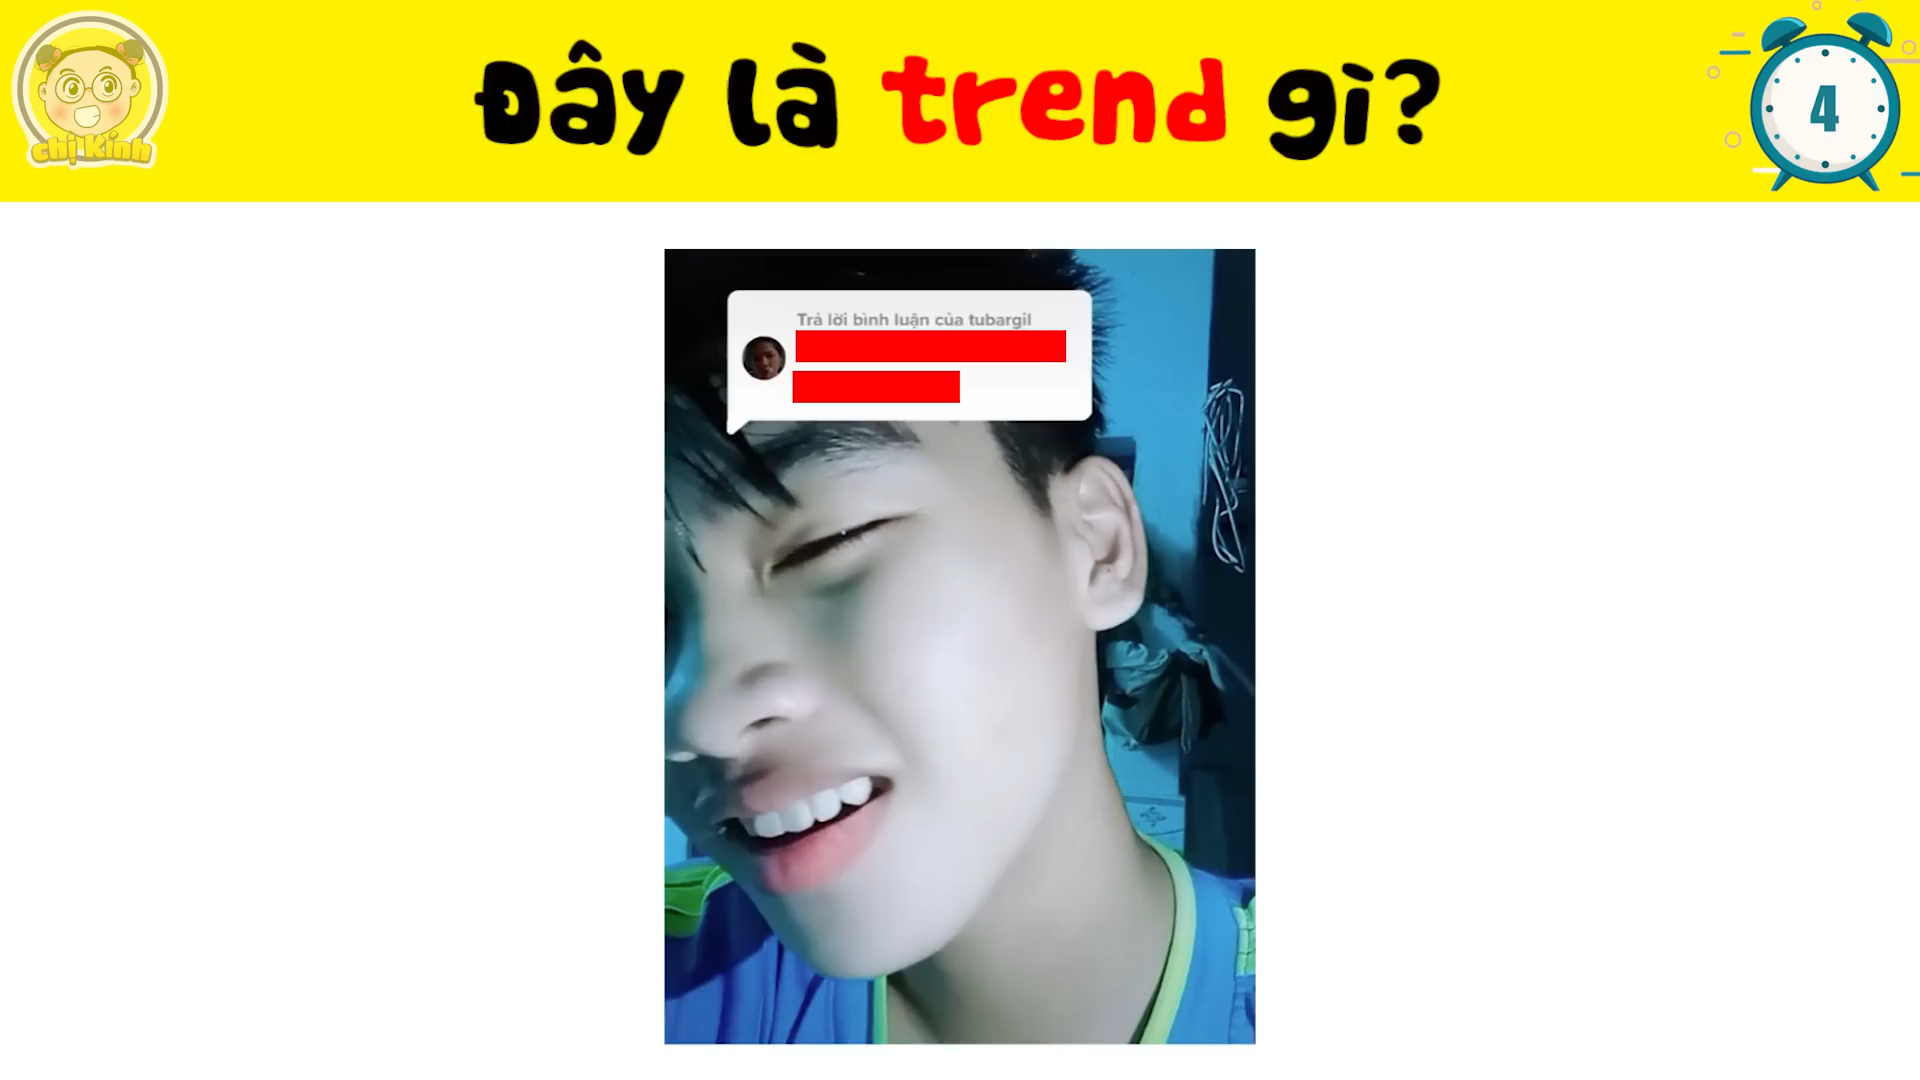 Đây là trend gì?
chị Kính
4
Trả lời bình luận của tubargil